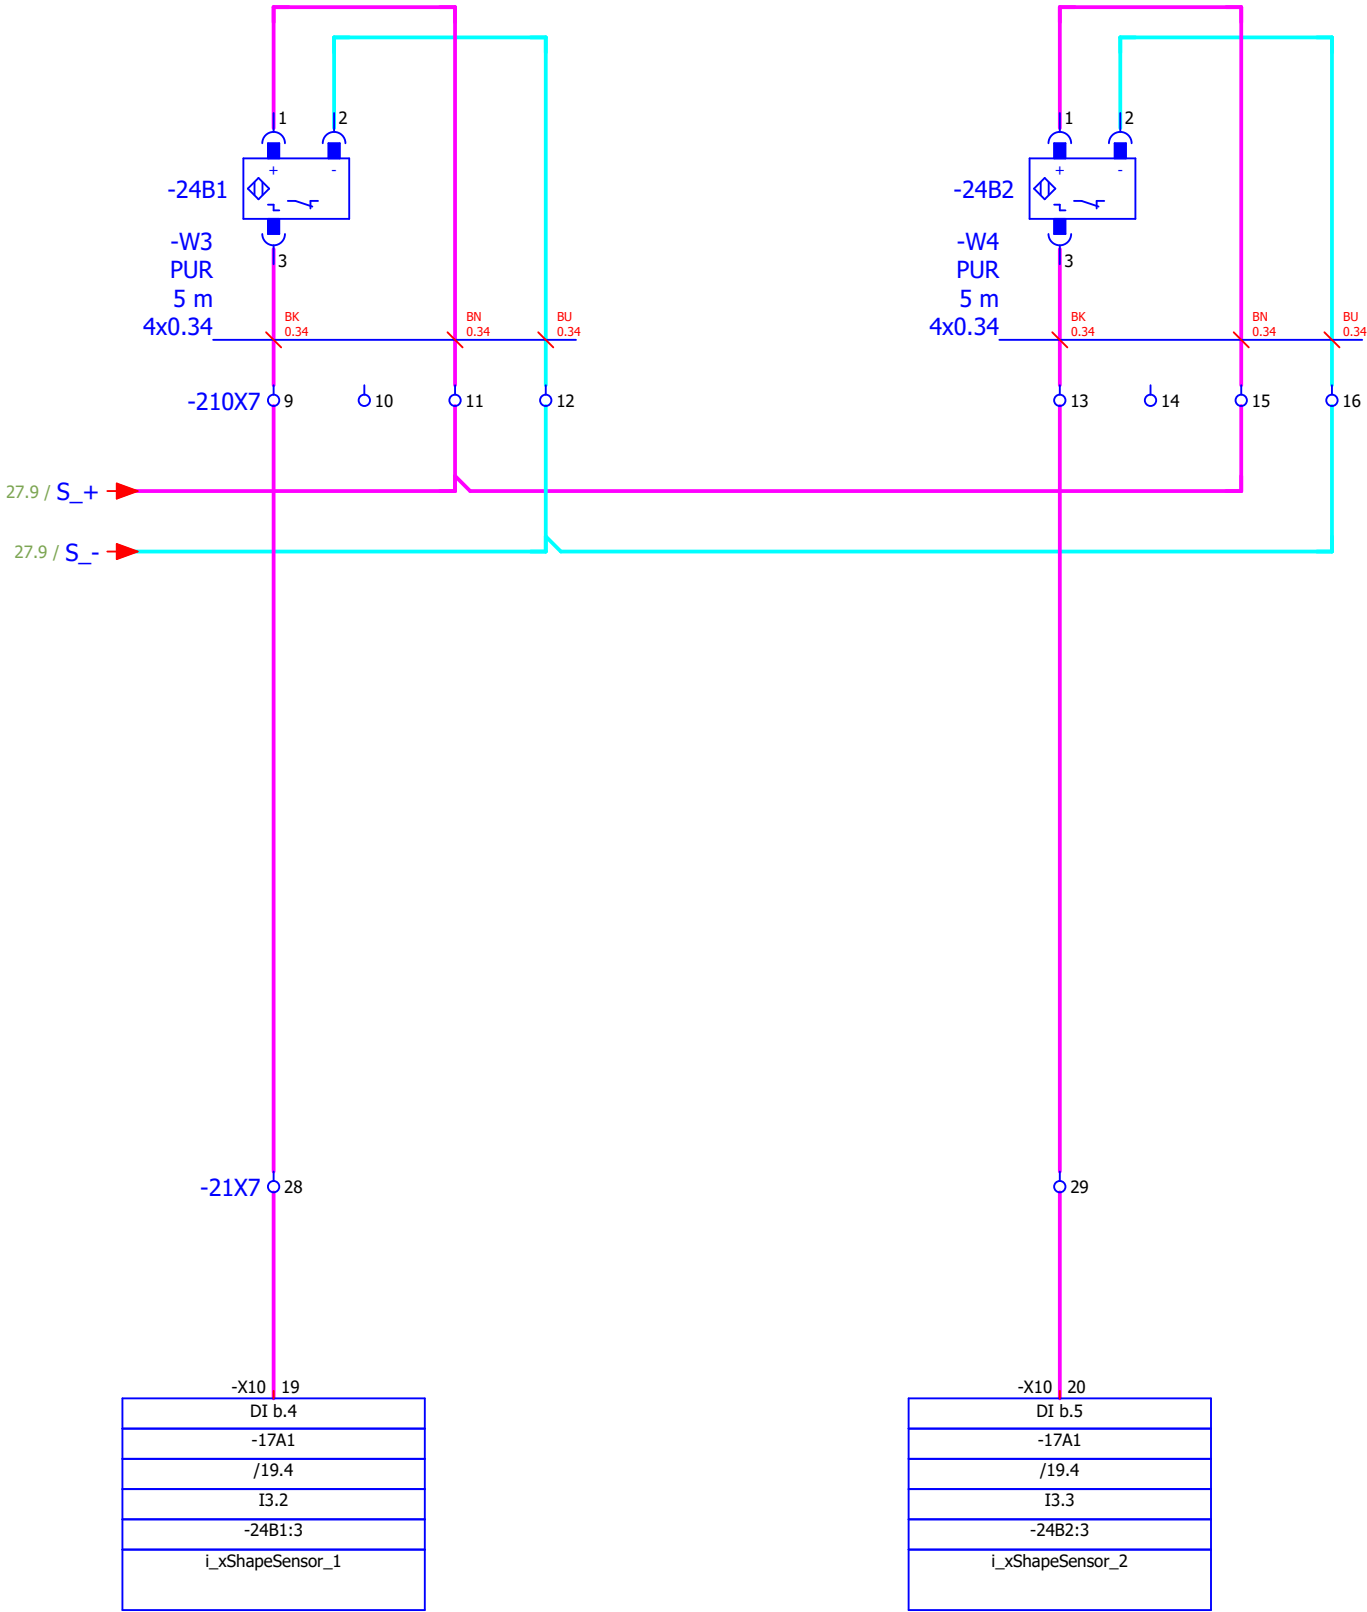 1
2
1
2
+
-
+
-
-24B1
-24B2
-W3
PUR
5 m
4x0.34
3
-W4
PUR
5 m
4x0.34
3
BK
0.34
BN
0.34
BU
0.34
BK
0.34
BN
0.34
BU
0.34
-210X7
9
10
11
12
13
14
15
16
27.9 / S_+
27.9 / S_-
-21X7
28
29
-X10
19
-X10
20
DI b.4
-17A1
/19.4
I3.2
-24B1:3
i_xShapeSensor_1
DI b.5
-17A1
/19.4
I3.3
-24B2:3
i_xShapeSensor_2